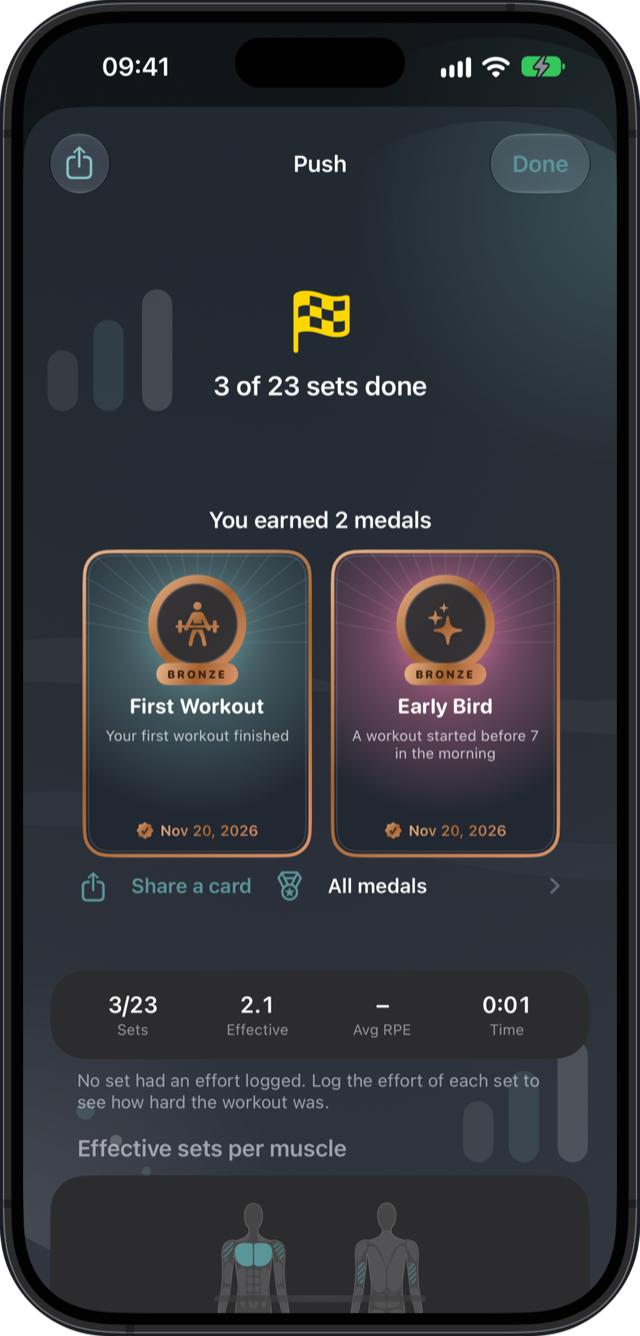 09:41
Push
Done
3 of 23 sets done
You earned 2 medals
BRONZE
First Workout
Your first workout finished
Nov 20, 2026
BRONZE
Early Bird
A workout started before 7
in the morning
Nov 20, 2026
Share a card
All medals
3/23
Sets
2.1
Effective
–
Avg RPE
0:01
Time
No set had an effort logged. Log the effort of each set to
see how hard the workout was.
Effective sets per muscle